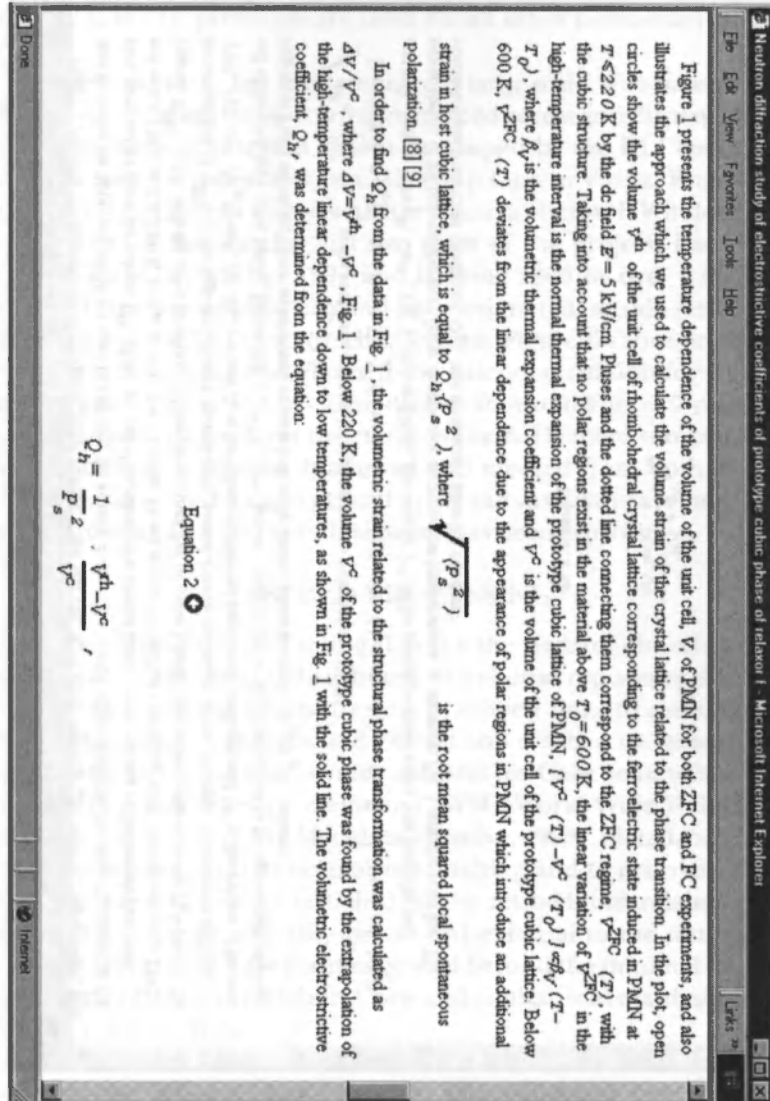 Neutron diffraction study of electrostrictive coefficients of prototype cubic phase of relaxor f - Microsoft Internet Explorer
File Edit View Favorites Tools Help Links »
Figure 1 presents the temperature dependence of the volume of the unit cell, V, of PMN for both ZFC and FC experiments, and also
illustrates the approach which we used to calculate the volume strain of the crystal lattice related to the phase transition. In the plot, open
circles show the volume V^rh of the unit cell of rhombohedral crystal lattice corresponding to the ferroelectric state induced in PMN at
T≤220 K by the dc field E = 5 kV/cm. Pluses and the dotted line connecting them correspond to the ZFC regime, V^ZFC (T), with
the cubic structure. Taking into account that no polar regions exist in the material above T_0=600 K, the linear variation of V^ZFC, in the
high-temperature interval is the normal thermal expansion of the prototype cubic lattice of PMN [V^c (T)-V^c (T_0)] ∝β_V (T-
T_0), where β_V is the volumetric thermal expansion coefficient and V^c is the volume of the unit cell of the prototype cubic lattice. Below
600 K, V^ZFC (T) deviates from the linear dependence due to the appearance of polar regions in PMN which introduce an additional
strain in host cubic lattice, which is equal to Q_h·(P_s^2), where √(P_s^2) is the root mean squared local spontaneous
polarization. [8] [9]
In order to find Q_h from the data in Fig. 1, the volumetric strain related to the structural phase transformation was calculated as
ΔV/V^c, where ΔV=V^rh-V^c, Fig. 1. Below 220 K, the volume V^c of the prototype cubic phase was found by the extrapolation of
the high-temperature linear dependence down to low temperatures, as shown in Fig. 1 with the solid line. The volumetric electrostrictive
coefficient, Q_h, was determined from the equation:
Equation 2
Q_h = 1/P_s^2 · (V^rh-V^c)/V^c ,
Done Internet